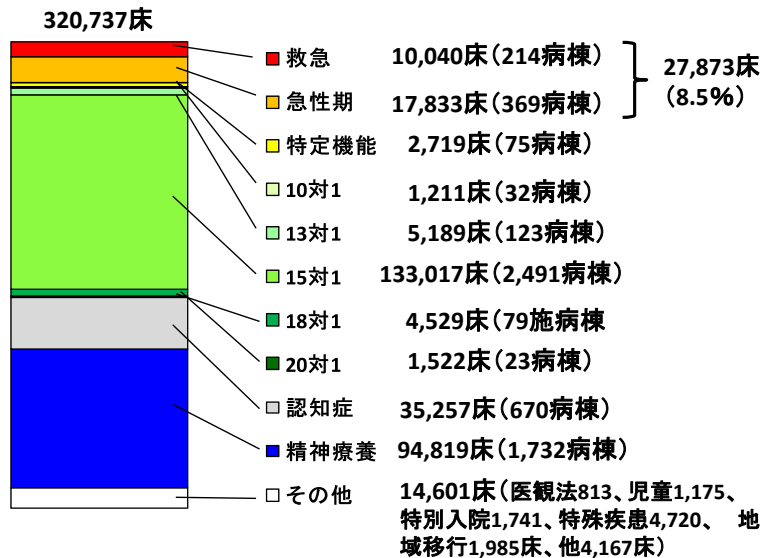 320,737床
救急 10,040床(214病棟)
急性期 17,833床(369病棟)
27,873床
(8.5%)
特定機能 2,719床(75病棟)
10対1 1,211床(32病棟)
13対1 5,189床(123病棟)
15対1 133,017床(2,491病棟)
18対1 4,529床(79施病棟
20対1 1,522床(23病棟)
認知症 35,257床(670病棟)
精神療養 94,819床(1,732病棟)
その他 14,601床(医観法813、児童1,175、
特別入院1,741、特殊疾患4,720、 地
域移行1,985床、他4,167床)